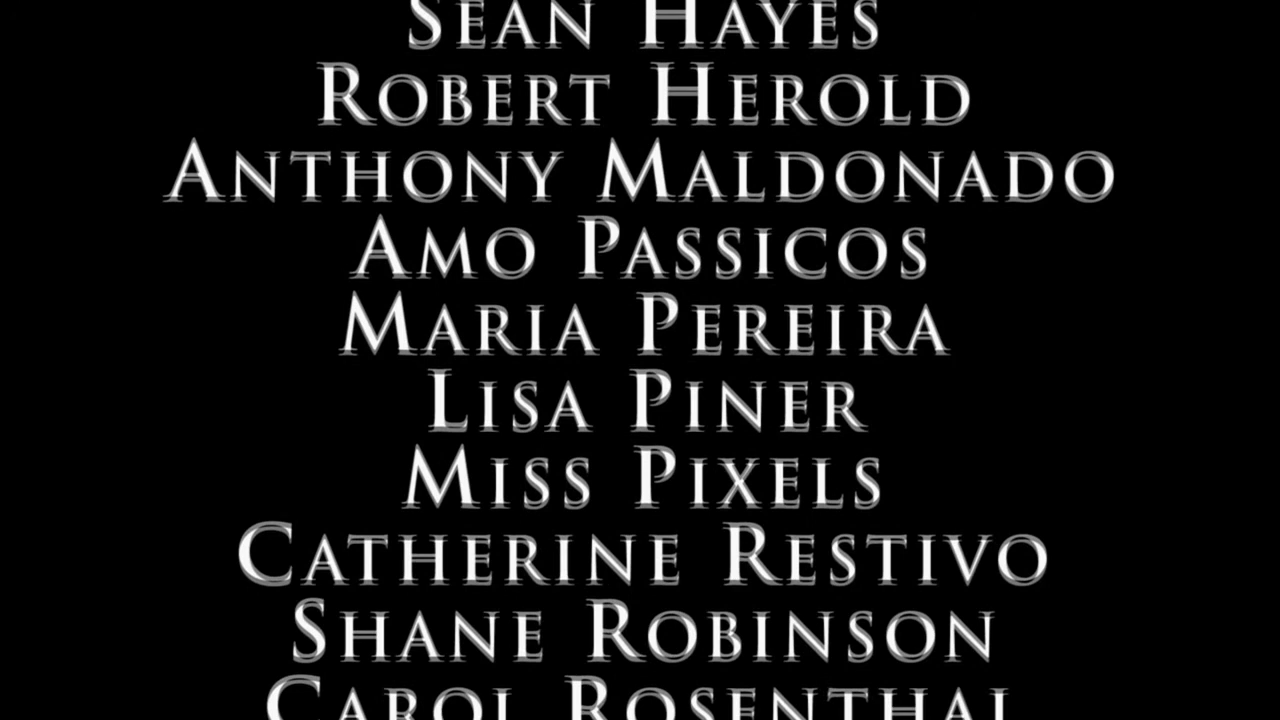 SEAN HAYES
ROBERT HEROLD
ANTHONY MALDONADO
AMO PASSICOS
MARIA PEREIRA
LISA PINER
MISS PIXELS
CATHERINE RESTIVO
SHANE ROBINSON
CAROL ROSENTHAL